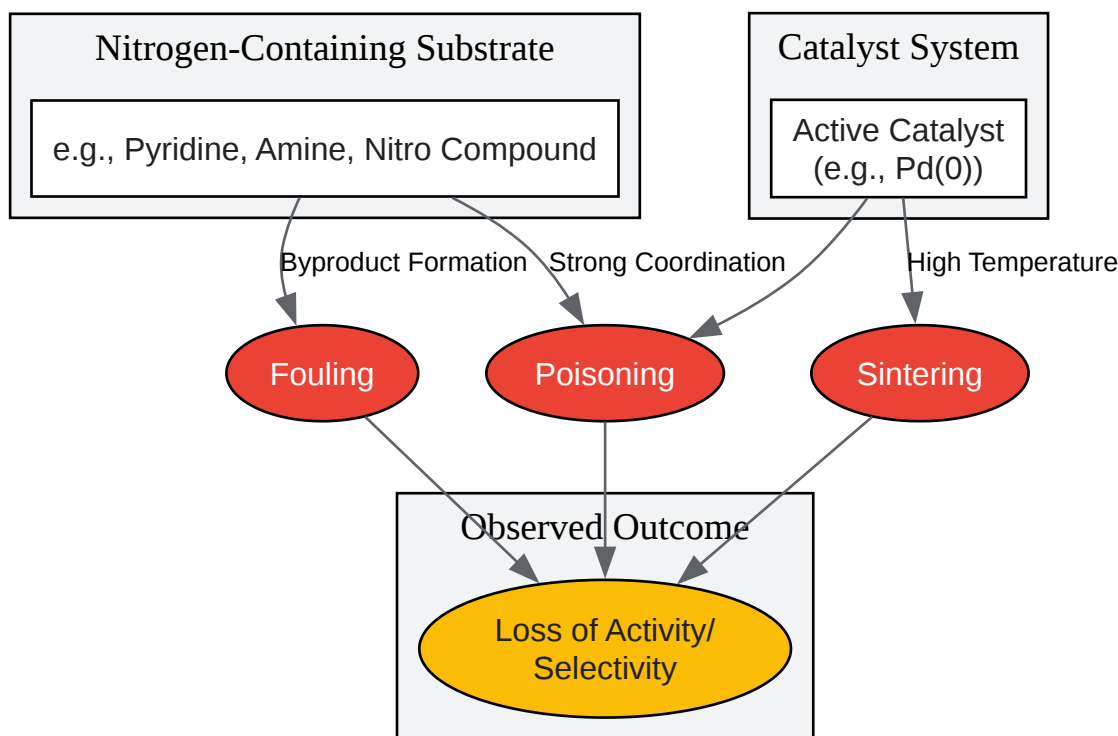 Nitrogen-Containing Substrate
Catalyst System
e.g., Pyridine, Amine, Nitro Compound
Active Catalyst
(e.g., Pd(0))
Byproduct Formation
Strong Coordination
High Temperature
Fouling
Poisoning
Sintering
Observed Outcome
Loss of Activity/
Selectivity